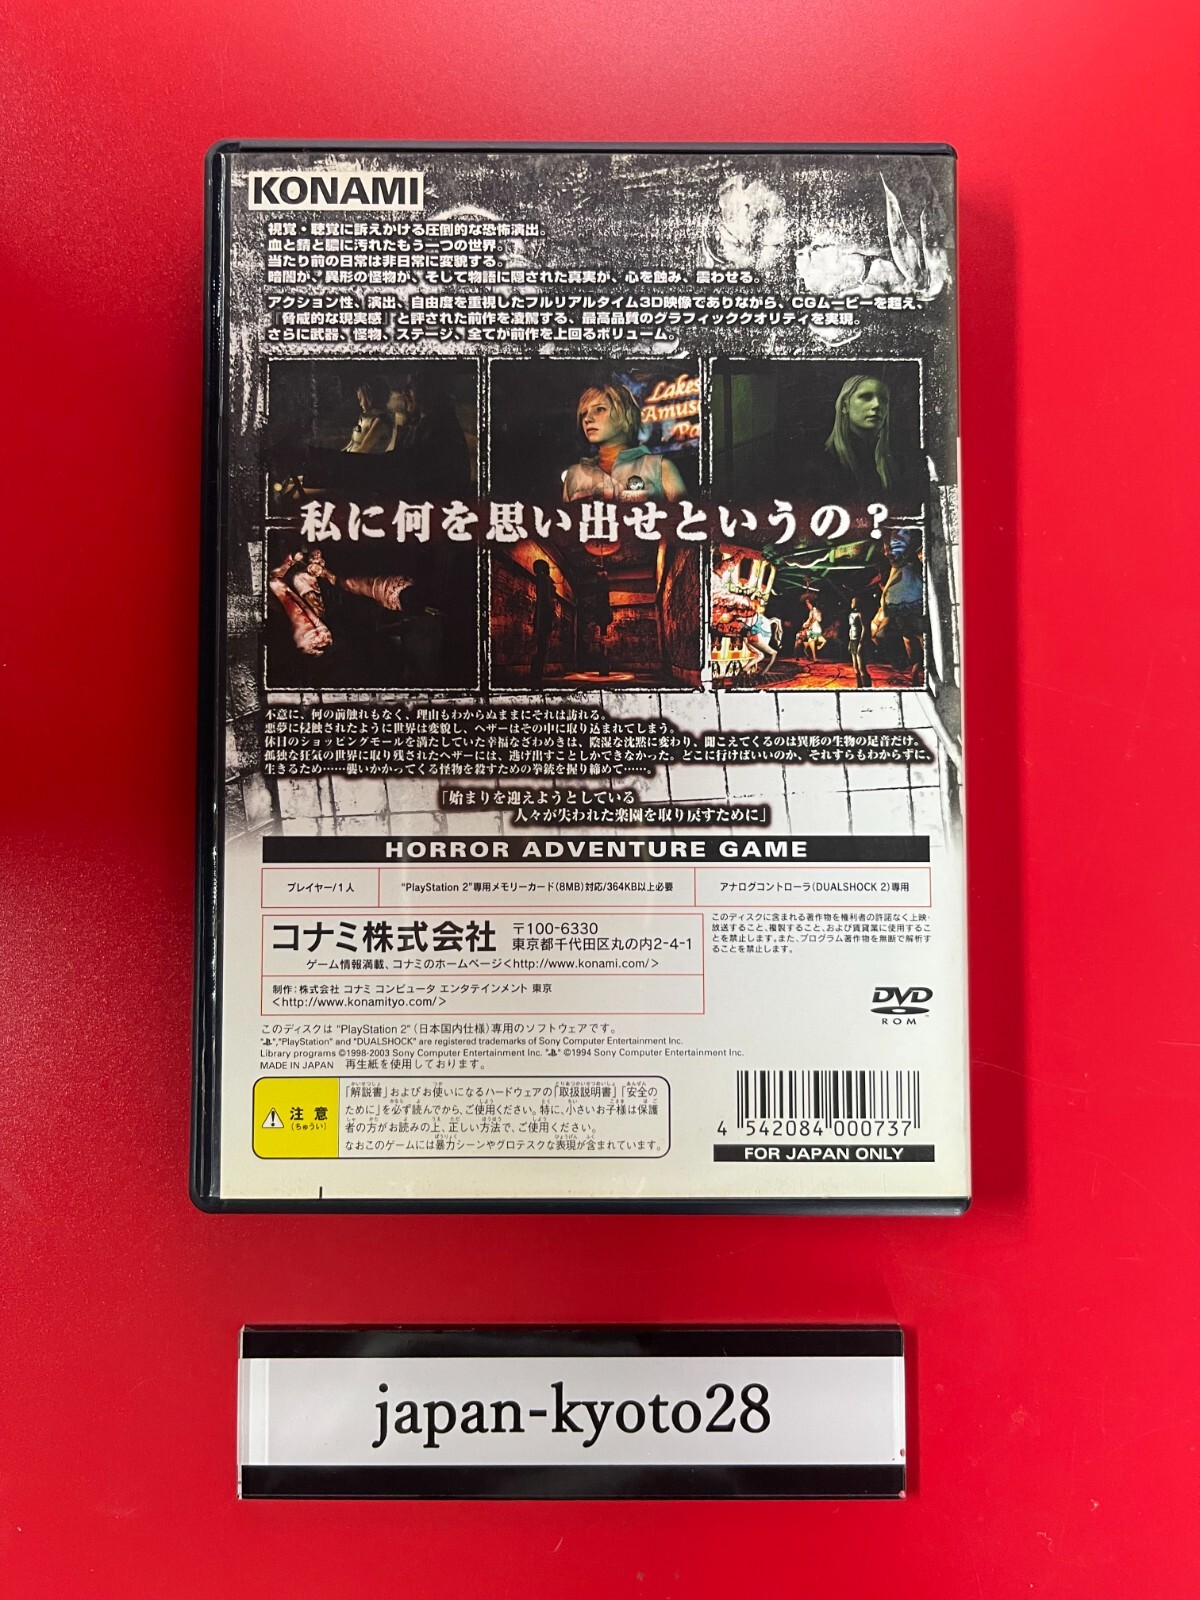 KONAMI
視覚・聴覚に訴えかける圧倒的な恐怖演出。
血と錆と膿に汚れたもう一つの世界。
当たり前の日常は非日常に変貌する。
暗闇が、異形の怪物が、そして物語に隠された真実が、心を蝕み、震わせる。
アクション性、演出、自由度を重視したフルリアルタイム3D映像でありながら、CGムービーを超え、
「脅威的な現実感」と評された前作を凌駕する、最高品質のグラフィッククオリティを実現。
さらに武器、怪物、ステージ、全てが前作を上回るボリューム。
Lakes
Amus
Pa
私に何を思い出せというの？
不意に、何の前触れもなく、理由もわからぬままにそれは訪れる。
悪夢に侵蝕されたように世界は変貌し、ヘザーはその中に取り込まれてしまう。
休日のショッピングモールを満たしていた幸福なざわめきは、陰湿な沈黙に変わり、聞こえてくるのは異形の生物の足音だけ。
孤独な狂気の世界に取り残されたヘザーには、逃げ出すことしかできなかった。どこに行けばいいのか、それすらもわからずに、
生きるため……襲いかかってくる怪物を殺すための拳銃を握り締めて……。
「始まりを迎えようとしている
人々が失われた楽園を取り戻すために」
HORROR ADVENTURE GAME
プレイヤー/1人
"PlayStation 2"専用メモリーカード(8MB)対応/364KB以上必要
アナログコントローラ(DUALSHOCK 2)専用
コナミ株式会社
〒100-6330
東京都千代田区丸の内2-4-1
ゲーム情報満載、コナミのホームページ<http://www.konami.com/>
制作：株式会社 コナミ コンピュータ エンタテインメント 東京
<http://www.konamityo.com/>
このディスクに含まれる著作物を権利者の許諾なく上映・
放送すること、複製すること、および賃貸業に使用するこ
とを禁止します。また、プログラム著作物を無断で解析す
ることを禁止します。
DVD
ROM
このディスクは "PlayStation 2"(日本国内仕様)専用のソフトウェアです。
"","PlayStation" and "DUALSHOCK" are registered trademarks of Sony Computer Entertainment Inc.
Library programs ©1998-2003 Sony Computer Entertainment Inc. "" ©1994 Sony Computer Entertainment Inc.
MADE IN JAPAN 再生紙を使用しております。
注意
(ちゅうい)
「解説書」およびお使いになるハードウェアの「取扱説明書」「安全の
ために」を必ず読んでから、ご使用ください。特に、小さいお子様は保護
者の方がお読みの上、正しい方法で、ご使用ください。
なおこのゲームには暴力シーンやグロテスクな表現が含まれています。
4 542084 000737
FOR JAPAN ONLY
japan-kyoto28